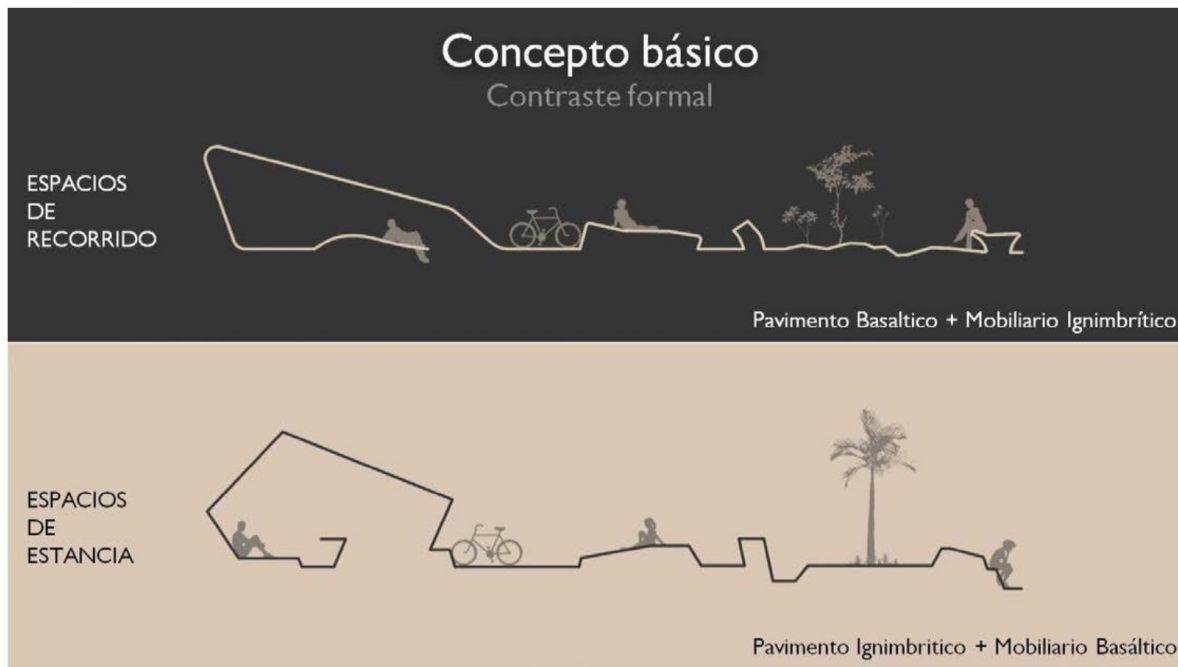 Concepto básico
Contraste formal
ESPACIOS
DE
RECORRIDO
Pavimento Basaltico + Mobiliario Ignimbrítico
ESPACIOS
DE
ESTANCIA
Pavimento Ignimbritico + Mobiliario Basáltico